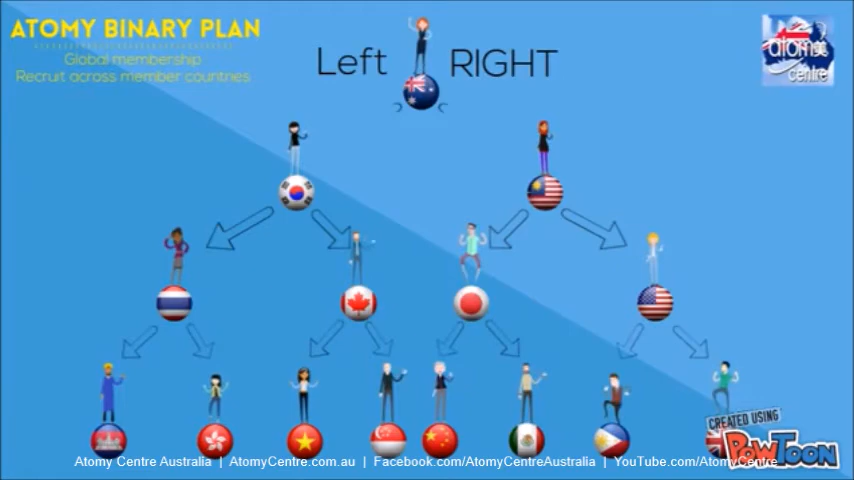 ATOMY BINARY PLAN
Global membership
Recruit across member countries
Left RIGHT
atomy
centre
CREATED USING
POWTOON
Atomy Centre Australia | AtomyCentre.com.au | Facebook.com/AtomyCentreAustralia | YouTube.com/AtomyCentre